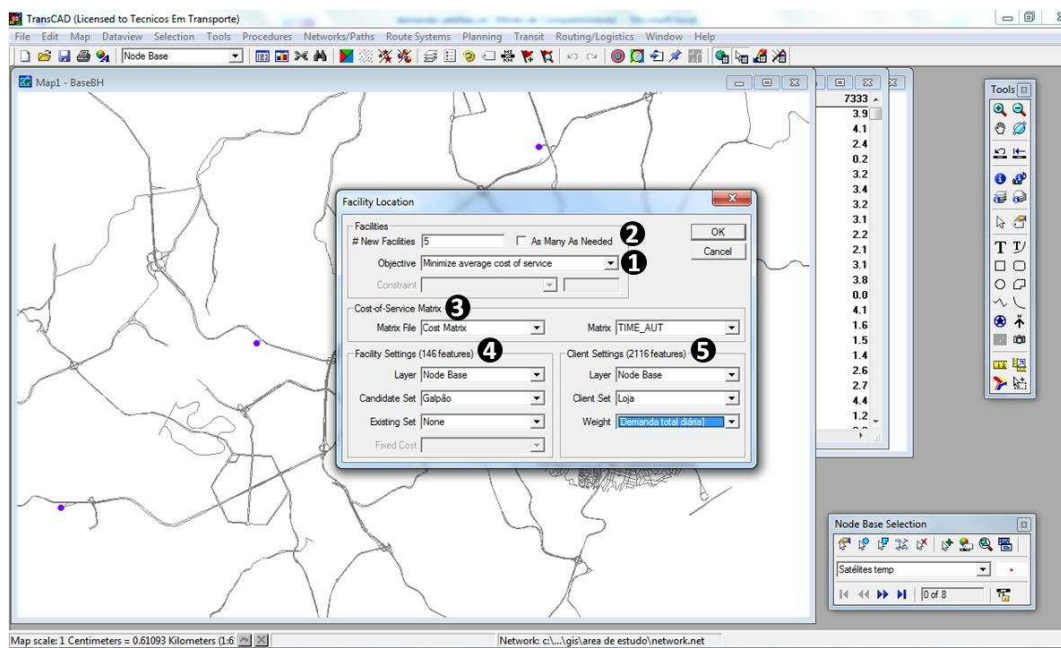 TransCAD (Licensed to Tecnicos Em Transporte)
File Edit Map Dataview Selection Tools Procedures Networks/Paths Route Systems Planning Transit Routing/Logistics Window Help
Node Base
Map1 - BaseBH
7333
3.9
4.1
2.4
0.2
3.2
3.4
3.2
3.1
2.2
2.1
3.1
3.8
0.0
4.1
1.6
1.5
1.4
2.6
2.7
4.4
1.2
Tools
Facility Location
Facilities
# New Facilities 5 As Many As Needed 2
OK
Objective Minimize average cost of service 1
Cancel
Constraint
Cost-of-Service Matrix 3
Matrix File Cost Matrix Matrix TIME_AUT
Facility Settings (146 features) 4
Client Settings (2116 features) 5
Layer Node Base
Layer Node Base
Candidate Set Galpão
Client Set Loja
Existing Set None
Weight [Demanda total diária]
Fixed Cost
Node Base Selection
Satélites temp
0 of 8
Map scale: 1 Centimeters = 0.61093 Kilometers (1:6
Network: c:\...\gis\area de estudo\network.net